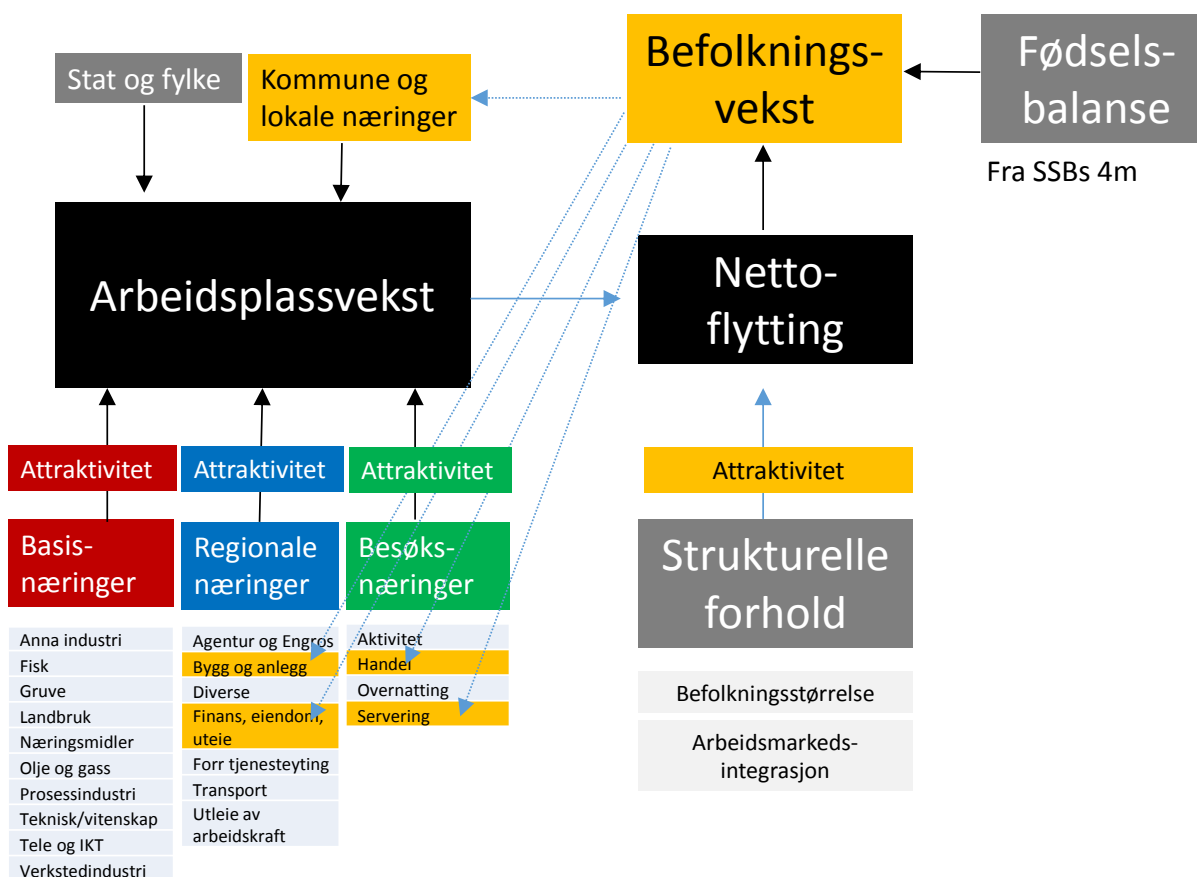 Stat og fylke
Kommune og
lokale næringer
Befolknings-
vekst
Fødsels-
balanse
Fra SSBs 4m
Arbeidsplassvekst
Netto-
flytting
Attraktivitet
Attraktivitet
Attraktivitet
Attraktivitet
Basis-
næringer
Regionale
næringer
Besøks-
næringer
Strukturelle
forhold
Anna industri
Fisk
Gruve
Landbruk
Næringsmidler
Olje og gass
Prosessindustri
Teknisk/vitenskap
Tele og IKT
Verkstedindustri
Agentur og Engros
Bygg og anlegg
Diverse
Finans, eiendom,
uteie
Forr tjenesteyting
Transport
Utleie av
arbeidskraft
Aktivitet
Handel
Overnatting
Servering
Befolkningsstørrelse
Arbeidsmarkeds-
integrasjon